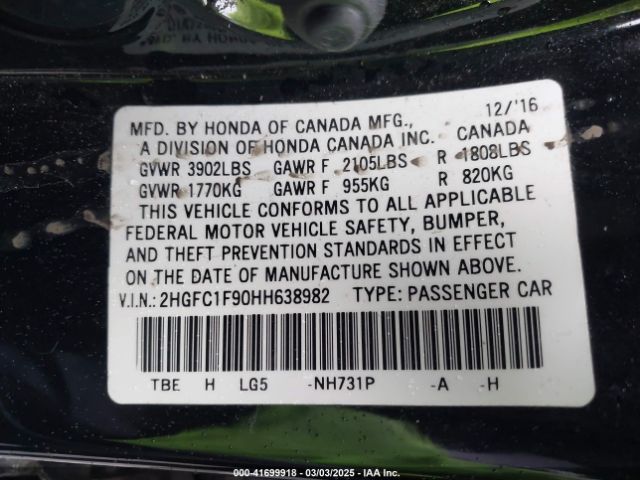 MFD. BY HONDA OF CANADA MFG., 12/'16
A DIVISION OF HONDA CANADA INC. CANADA
GVWR 3902LBS GAWR F 2105LBS R 1808LBS
GVWR 1770KG GAWR F 955KG R 820KG
THIS VEHICLE CONFORMS TO ALL APPLICABLE
FEDERAL MOTOR VEHICLE SAFETY, BUMPER,
AND THEFT PREVENTION STANDARDS IN EFFECT
ON THE DATE OF MANUFACTURE SHOWN ABOVE.
V.I.N.: 2HGFC1F90HH638982 TYPE: PASSENGER CAR
TBE H LG5 -NH731P -A -H
000-41699918 - 03/03/2025 - IAA Inc.